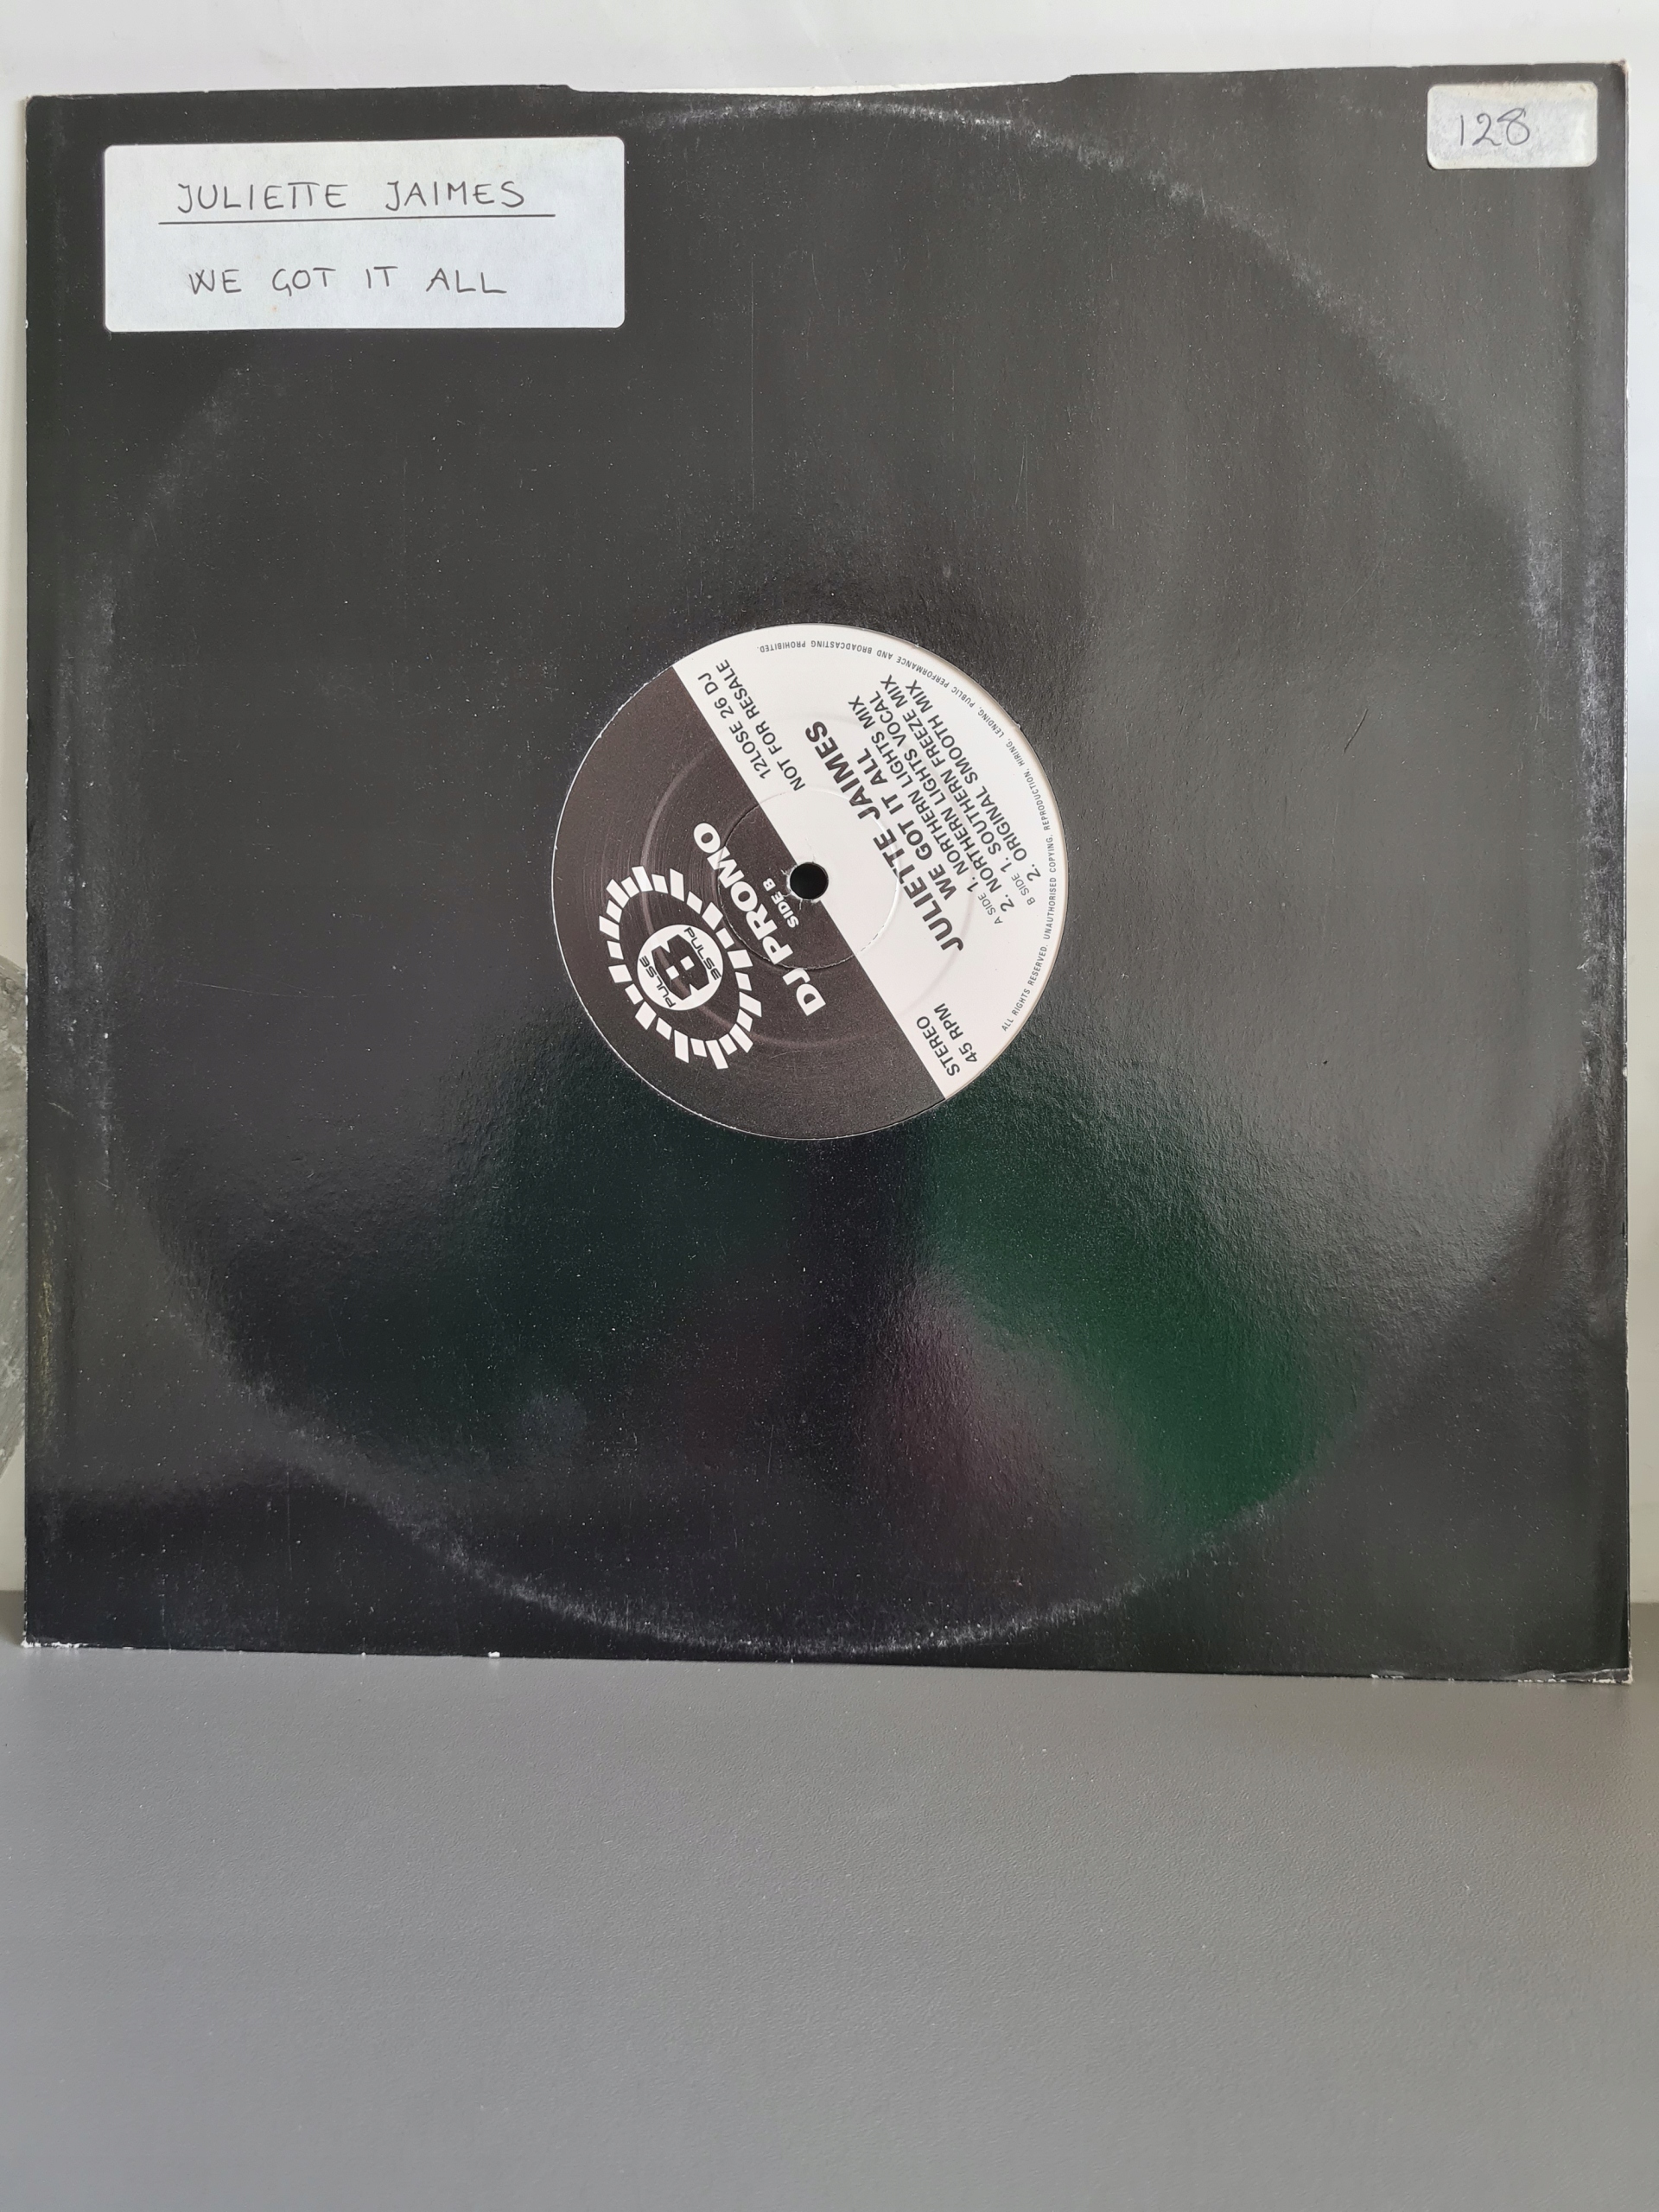 JULIETTE JAIMES
WE GOT IT ALL
128
PULSE
8
PULSE
DJ PROMO
SIDE B
12LOSE 26 DJ
NOT FOR RESALE
STEREO
45 RPM
JULIETTE JAIMES
WE GOT IT ALL
A SIDE 1. NORTHERN LIGHTS MIX
2. NORTHERN LIGHTS VOCAL
B SIDE 1. SOUTHERN FREEZE MIX
2. ORIGINAL SMOOTH MIX
ALL RIGHTS RESERVED. UNAUTHORISED COPYING, REPRODUCTION, HIRING, LENDING, PUBLIC PERFORMANCE AND BROADCASTING PROHIBITED.